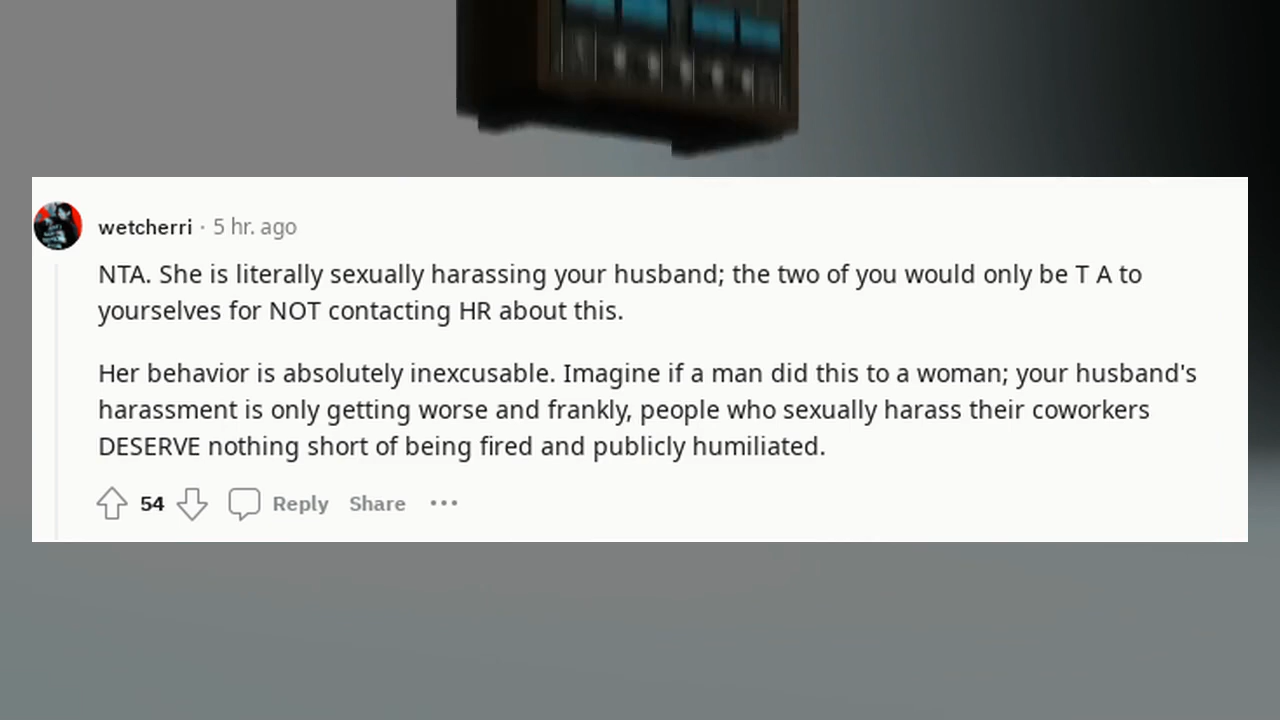 wetcherri · 5 hr. ago
NTA. She is literally sexually harassing your husband; the two of you would only be T A to
yourselves for NOT contacting HR about this.
Her behavior is absolutely inexcusable. Imagine if a man did this to a woman; your husband's
harassment is only getting worse and frankly, people who sexually harass their coworkers
DESERVE nothing short of being fired and publicly humiliated.
54 Reply Share •••